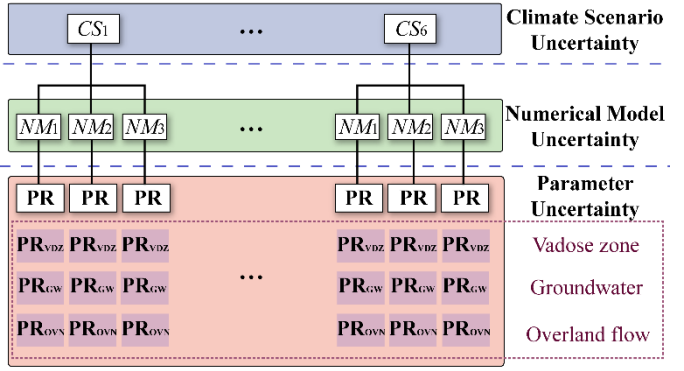 CS1 ... CS6
Climate Scenario
Uncertainty
NM1 NM2 NM3 ... NM1 NM2 NM3
Numerical Model
Uncertainty
PR PR PR PR PR PR
Parameter
Uncertainty
PRVDZ PRVDZ PRVDZ PRVDZ PRVDZ PRVDZ
Vadose zone
...
PRGW PRGW PRGW PRGW PRGW PRGW
Groundwater
PROVN PROVN PROVN PROVN PROVN PROVN
Overland flow